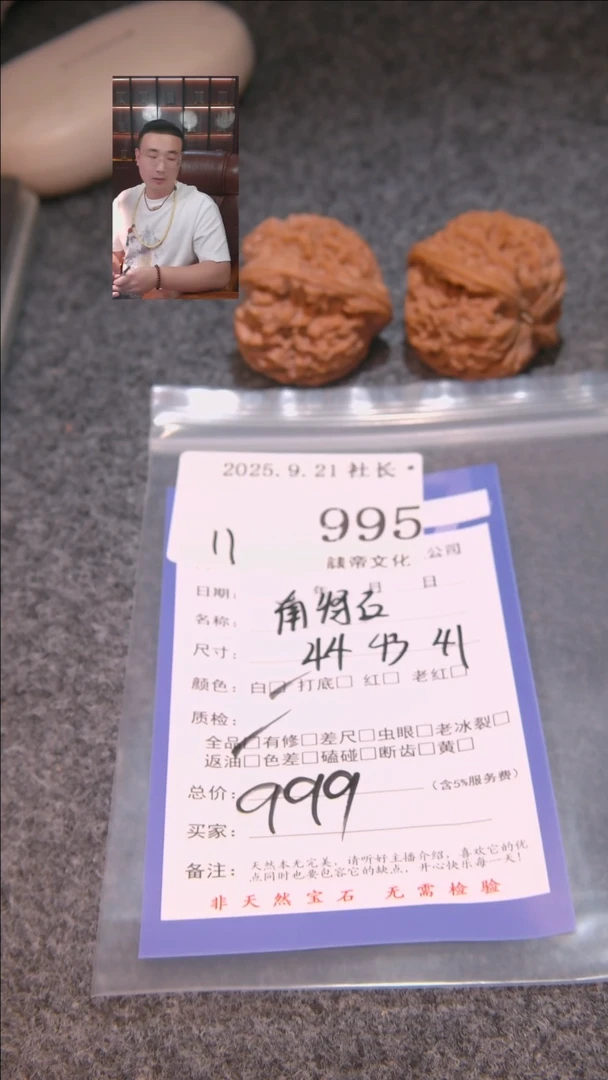 2025.9.21 社长
995
11
謙帝文化
公司
日期: 年 月 日
名称:
尺寸: 44 43 41
颜色: 白☑ 打底□ 红□ 老红□
质检:
全品□有修□差尺□虫眼□老冰裂□
返油□色差□磕碰□断齿□黄□
总价: 999 (含5%服务费)
买家:
备注: 天然本无完美, 请听好主播介绍, 喜欢它的优
点同时也要包容它的缺点, 开心快乐每一天!
非天然宝石 无需检验